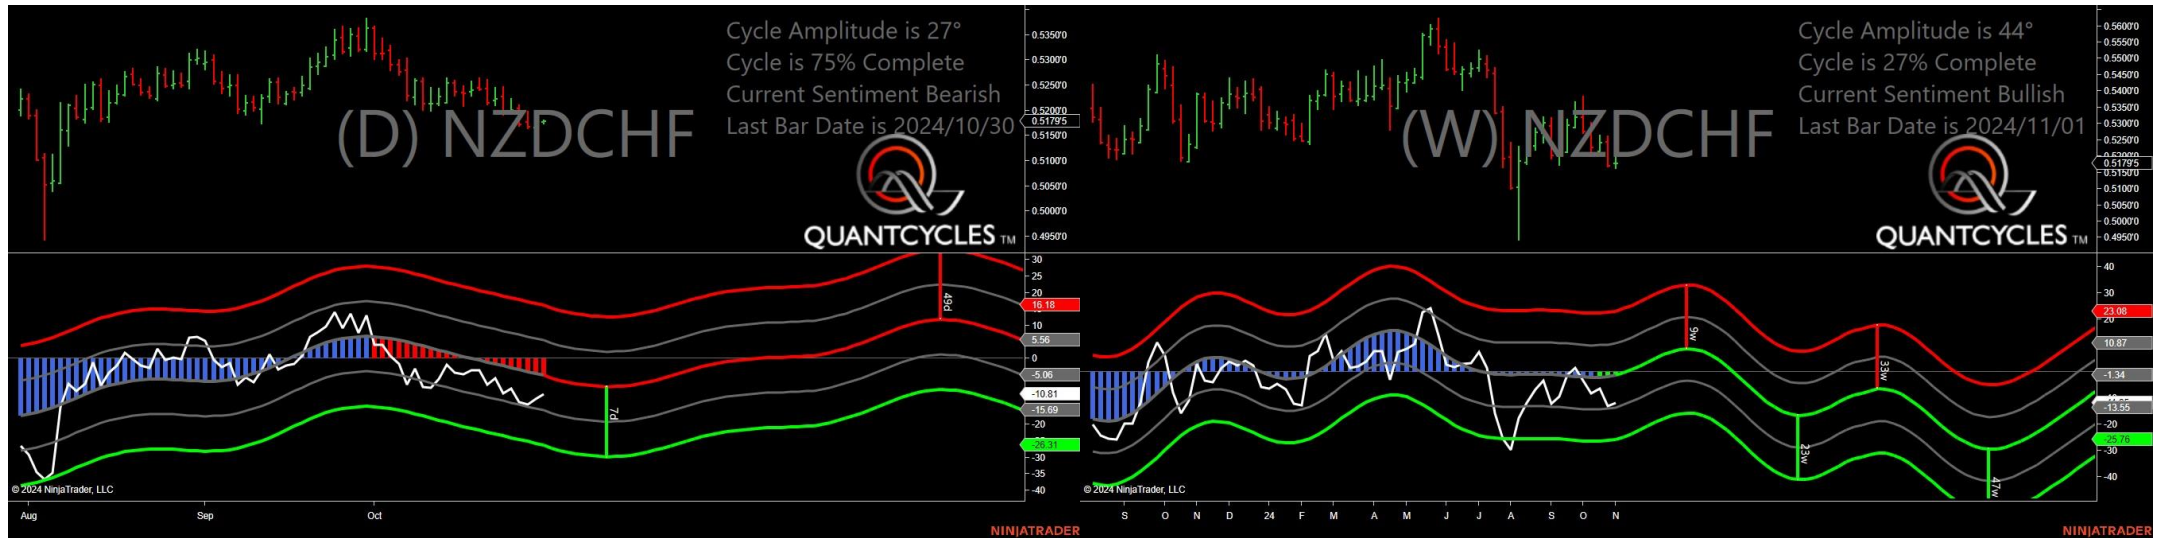 Cycle Amplitude is 27°
Cycle is 75% Complete
Current Sentiment Bearish
Last Bar Date is 2024/10/30
(D) NZDCHF
QUANTCYCLES TM
0.5350'0
0.5300'0
0.5250'0
0.5200'0
0.5179'5
0.5150'0
0.5100'0
0.5050'0
0.5000'0
0.4950'0
30
25
20
16.18
10
5.56
0
-5.06
-10.81
-15.69
-20
-26.31
-30
-35
-40
49d
7d
© 2024 NinjaTrader, LLC
Aug Sep Oct
NINJATRADER
Cycle Amplitude is 44°
Cycle is 27% Complete
Current Sentiment Bullish
Last Bar Date is 2024/11/01
(W) NZDCHF
QUANTCYCLES TM
0.5600'0
0.5550'0
0.5500'0
0.5450'0
0.5400'0
0.5350'0
0.5300'0
0.5250'0
0.5200'0
0.5179'5
0.5150'0
0.5100'0
0.5050'0
0.5000'0
0.4950'0
40
30
23.08
20
10.87
-1.34
-13.55
-20
-25.76
-30
-40
9w
33w
23w
47w
© 2024 NinjaTrader, LLC
S O N D 24 F M A M J J A S O N
NINJATRADER